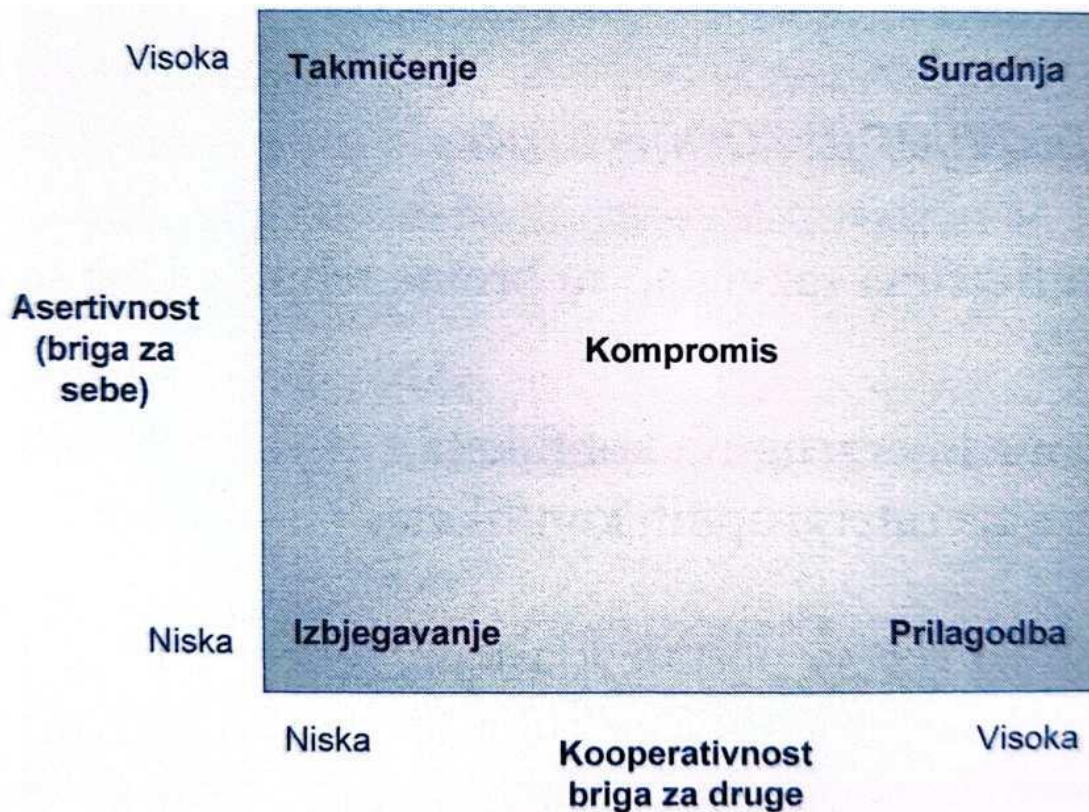 Visoka
Takmičenje
Suradnja
Asertivnost
(briga za
sebe)
Kompromis
Niska
Izbjegavanje
Prilagodba
Niska
Kooperativnost
briga za druge
Visoka